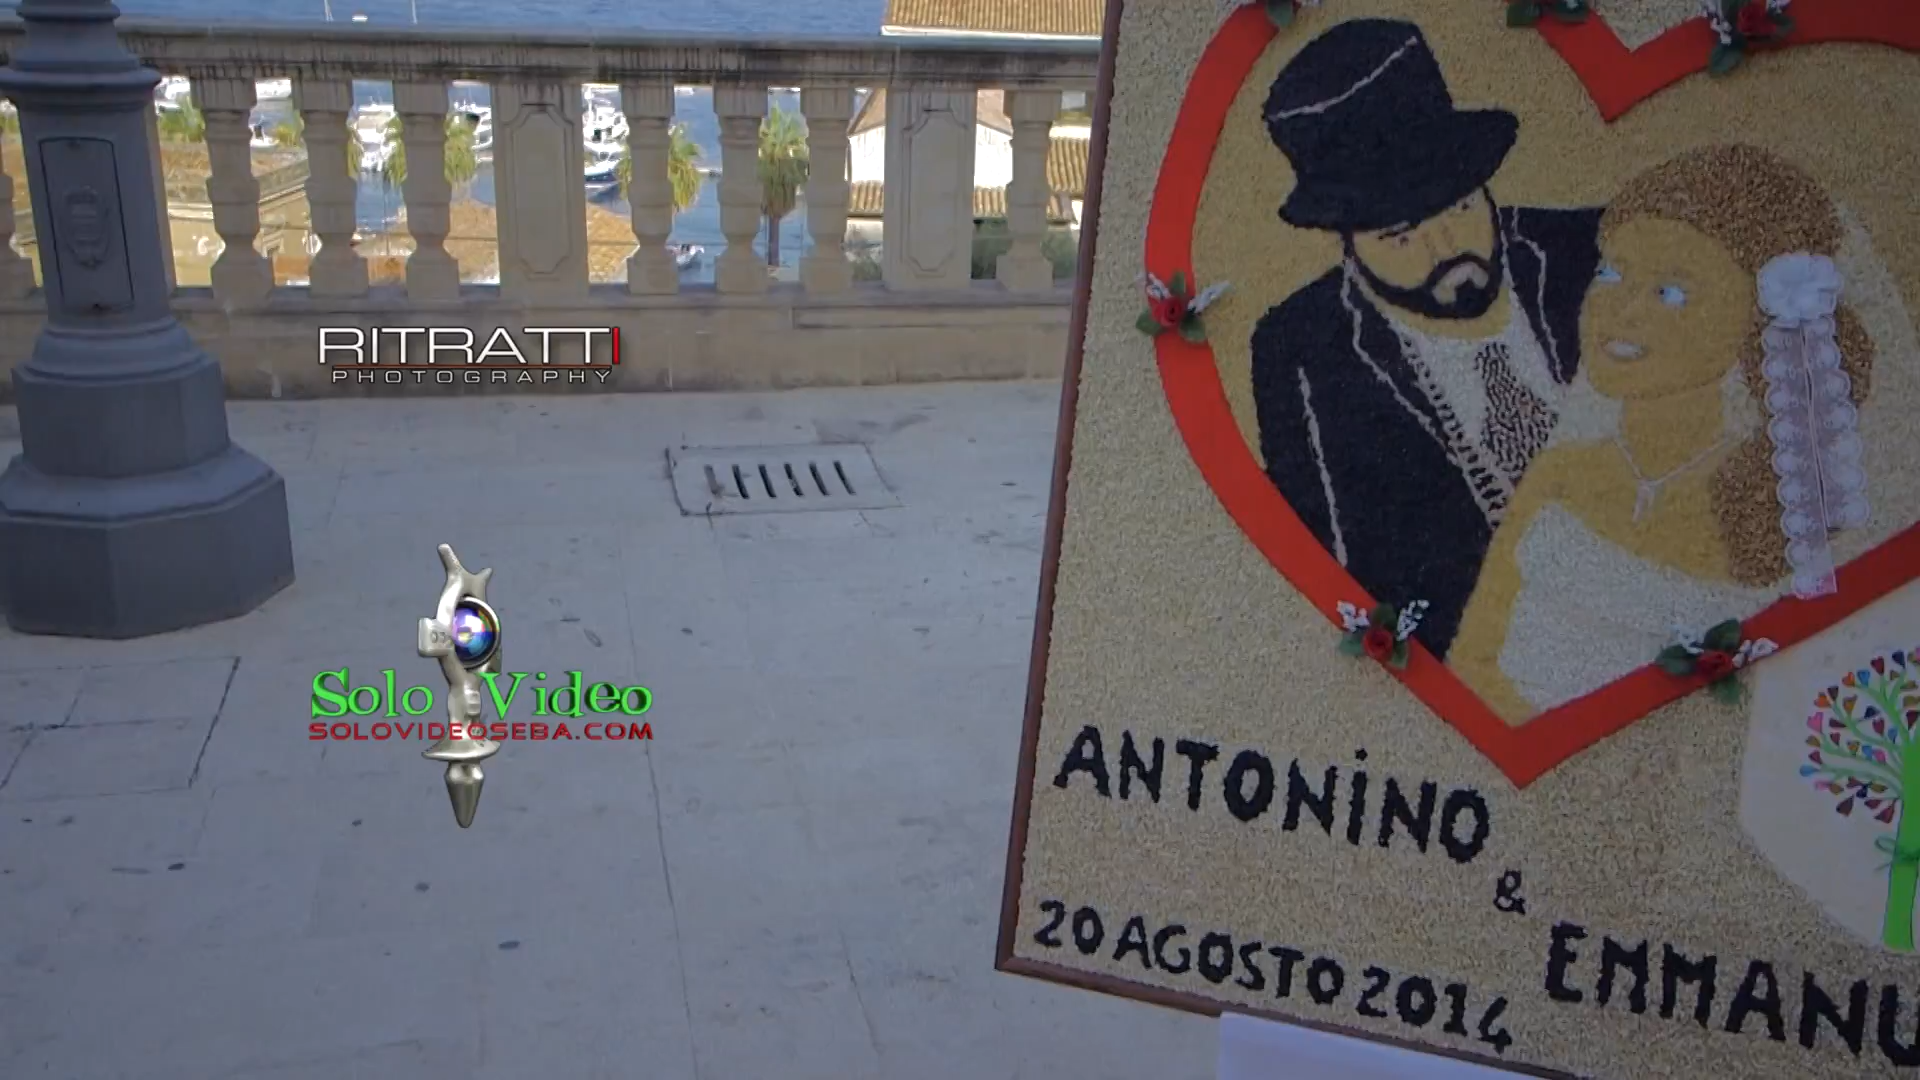 RITRATTI
PHOTOGRAPHY
Solo Video
SOLOVIDEOSEBA.COM
ANTONINO
&
EMMANU
20 AGOSTO 2014